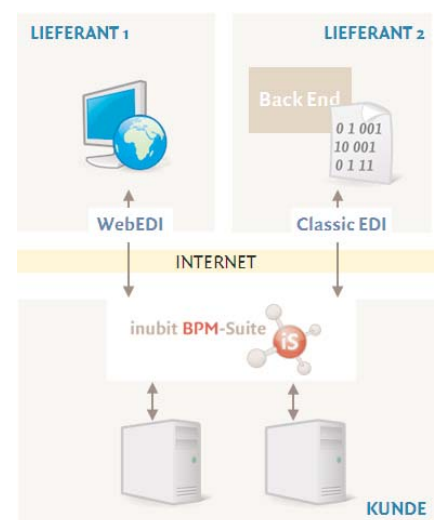 LIEFERANT 1
LIEFERANT 2
Back End
0 1 001
10 001
0 1 11
WebEDI
Classic EDI
INTERNET
inubit BPM-Suite
is
KUNDE